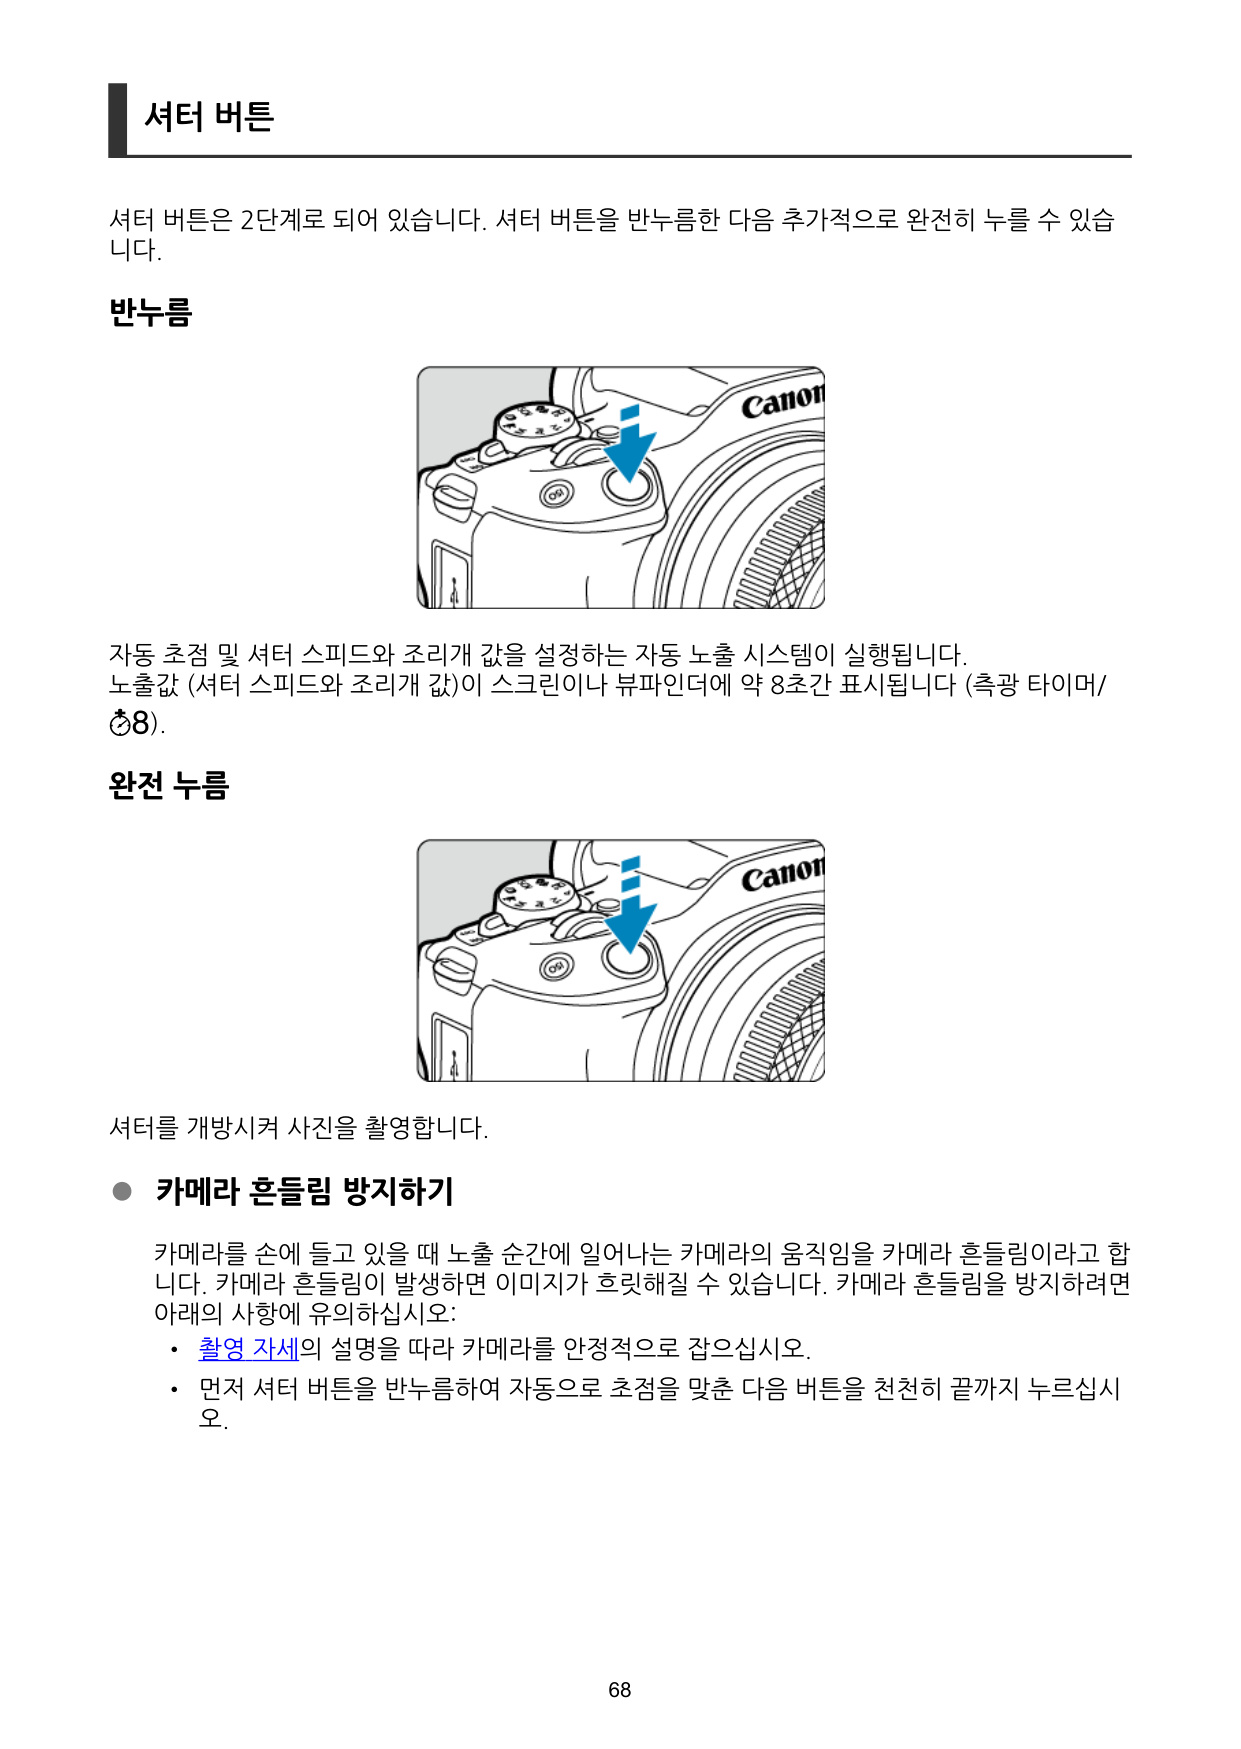 셔터 버튼
셔터 버튼은 2단계로 되어 있습니다. 셔터 버튼을 반누름한 다음 추가적으로 완전히 누를 수 있습
니다.
반누름
Canon
ISO
자동 초점 및 셔터 스피드와 조리개 값을 설정하는 자동 노출 시스템이 실행됩니다.
노출값 (셔터 스피드와 조리개 값)이 스크린이나 뷰파인더에 약 8초간 표시됩니다 (측광 타이머/
8).
완전 누름
Canon
ISO
셔터를 개방시켜 사진을 촬영합니다.
● 카메라 흔들림 방지하기
카메라를 손에 들고 있을 때 노출 순간에 일어나는 카메라의 움직임을 카메라 흔들림이라고 합
니다. 카메라 흔들림이 발생하면 이미지가 흐릿해질 수 있습니다. 카메라 흔들림을 방지하려면
아래의 사항에 유의하십시오:
• 촬영 자세의 설명을 따라 카메라를 안정적으로 잡으십시오.
• 먼저 셔터 버튼을 반누름하여 자동으로 초점을 맞춘 다음 버튼을 천천히 끝까지 누르십시
오.
68